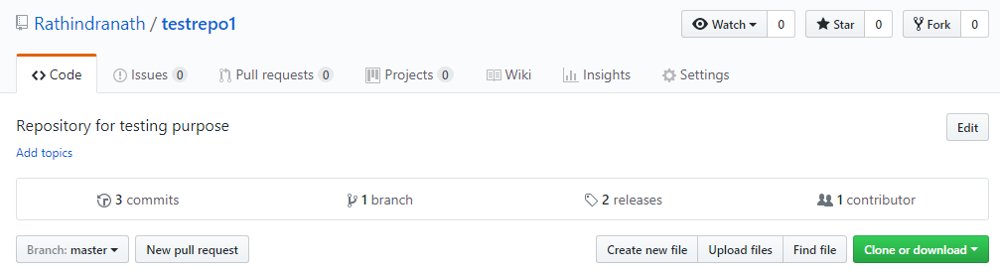 Rathindranath / testrepo1 Watch 0 Star 0 Fork 0
Code Issues 0 Pull requests 0 Projects 0 Wiki Insights Settings
Repository for testing purpose Edit
Add topics
3 commits 1 branch 2 releases 1 contributor
Branch: master New pull request Create new file Upload files Find file Clone or download